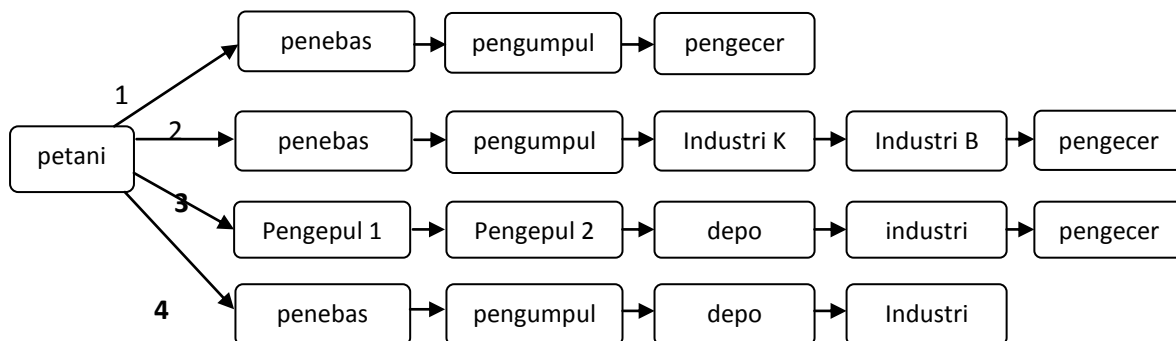 penebas pengumpul pengecer
1
2
petani
penebas pengumpul Industri K Industri B pengecer
3
Pengepul 1 Pengepul 2 depo industri pengecer
4
penebas pengumpul depo Industri